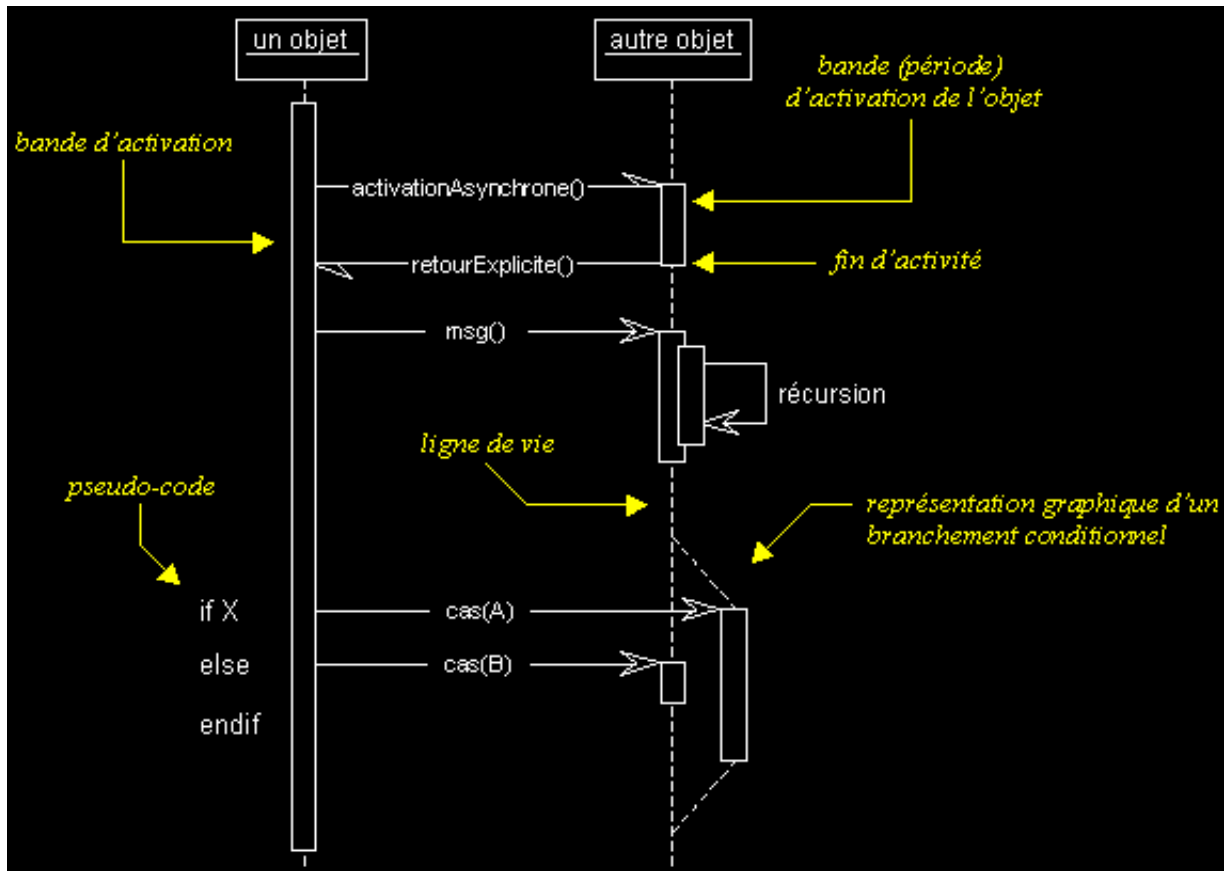 un objet
autre objet
bande (période)
d'activation de l'objet
bande d'activation
activationAsynchrone()
retourExplicite()
fin d'activité
msg()
récursion
ligne de vie
pseudo-code
représentation graphique d'un
branchement conditionnel
if X
cas(A)
else
cas(B)
endif